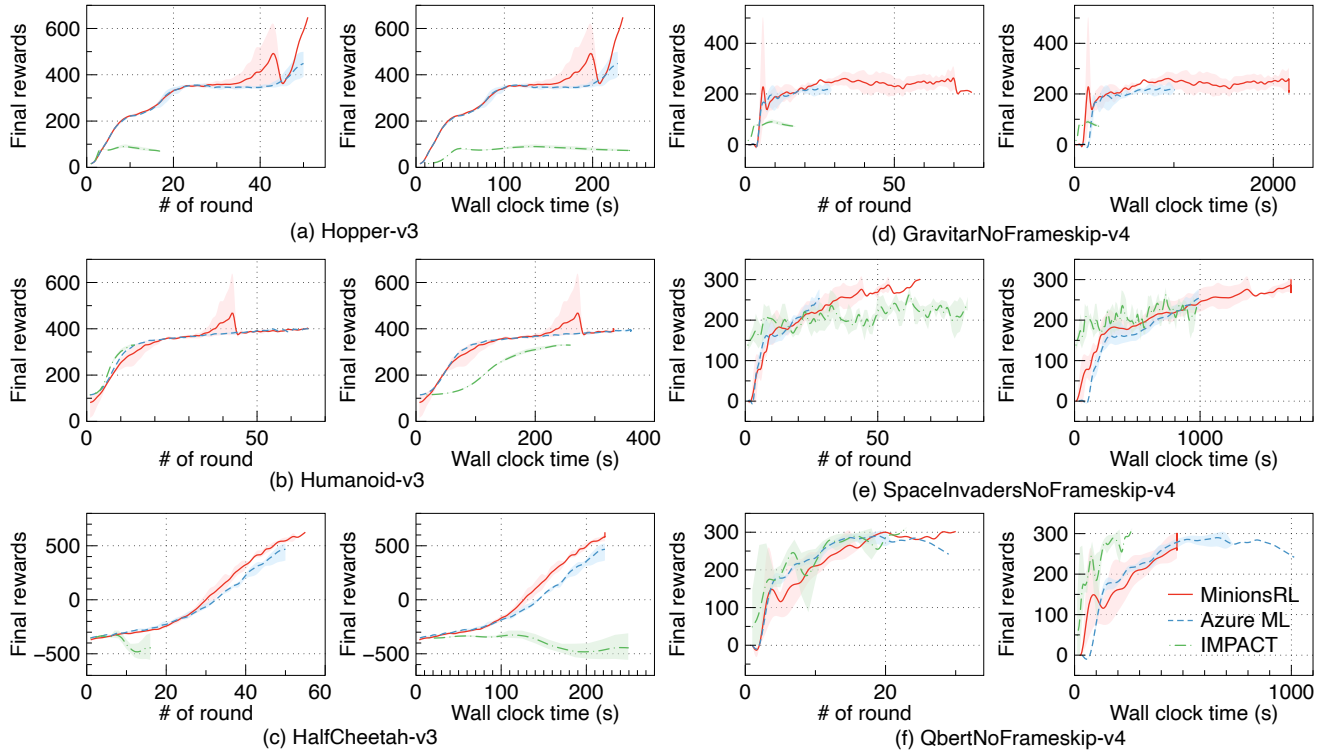 600
400
200
0
0
20
40
Final rewards
# of round
600
400
200
0
0
100
200
Final rewards
Wall clock time (s)
(a) Hopper-v3
400
200
0
0
50
Final rewards
# of round
400
200
0
0
2000
Final rewards
Wall clock time (s)
(d) GravitarNoFrameskip-v4
600
400
200
0
0
50
Final rewards
# of round
600
400
200
0
0
200
400
Final rewards
Wall clock time (s)
(b) Humanoid-v3
300
200
100
0
0
50
Final rewards
# of round
300
200
100
0
0
1000
Final rewards
Wall clock time (s)
(e) SpaceInvadersNoFrameskip-v4
500
0
−500
0
20
40
60
Final rewards
# of round
500
0
−500
0
100
200
Final rewards
Wall clock time (s)
(c) HalfCheetah-v3
300
200
100
0
0
20
Final rewards
# of round
300
200
100
0
0
1000
Final rewards
Wall clock time (s)
MinionsRL
Azure ML
IMPACT
(f) QbertNoFrameskip-v4